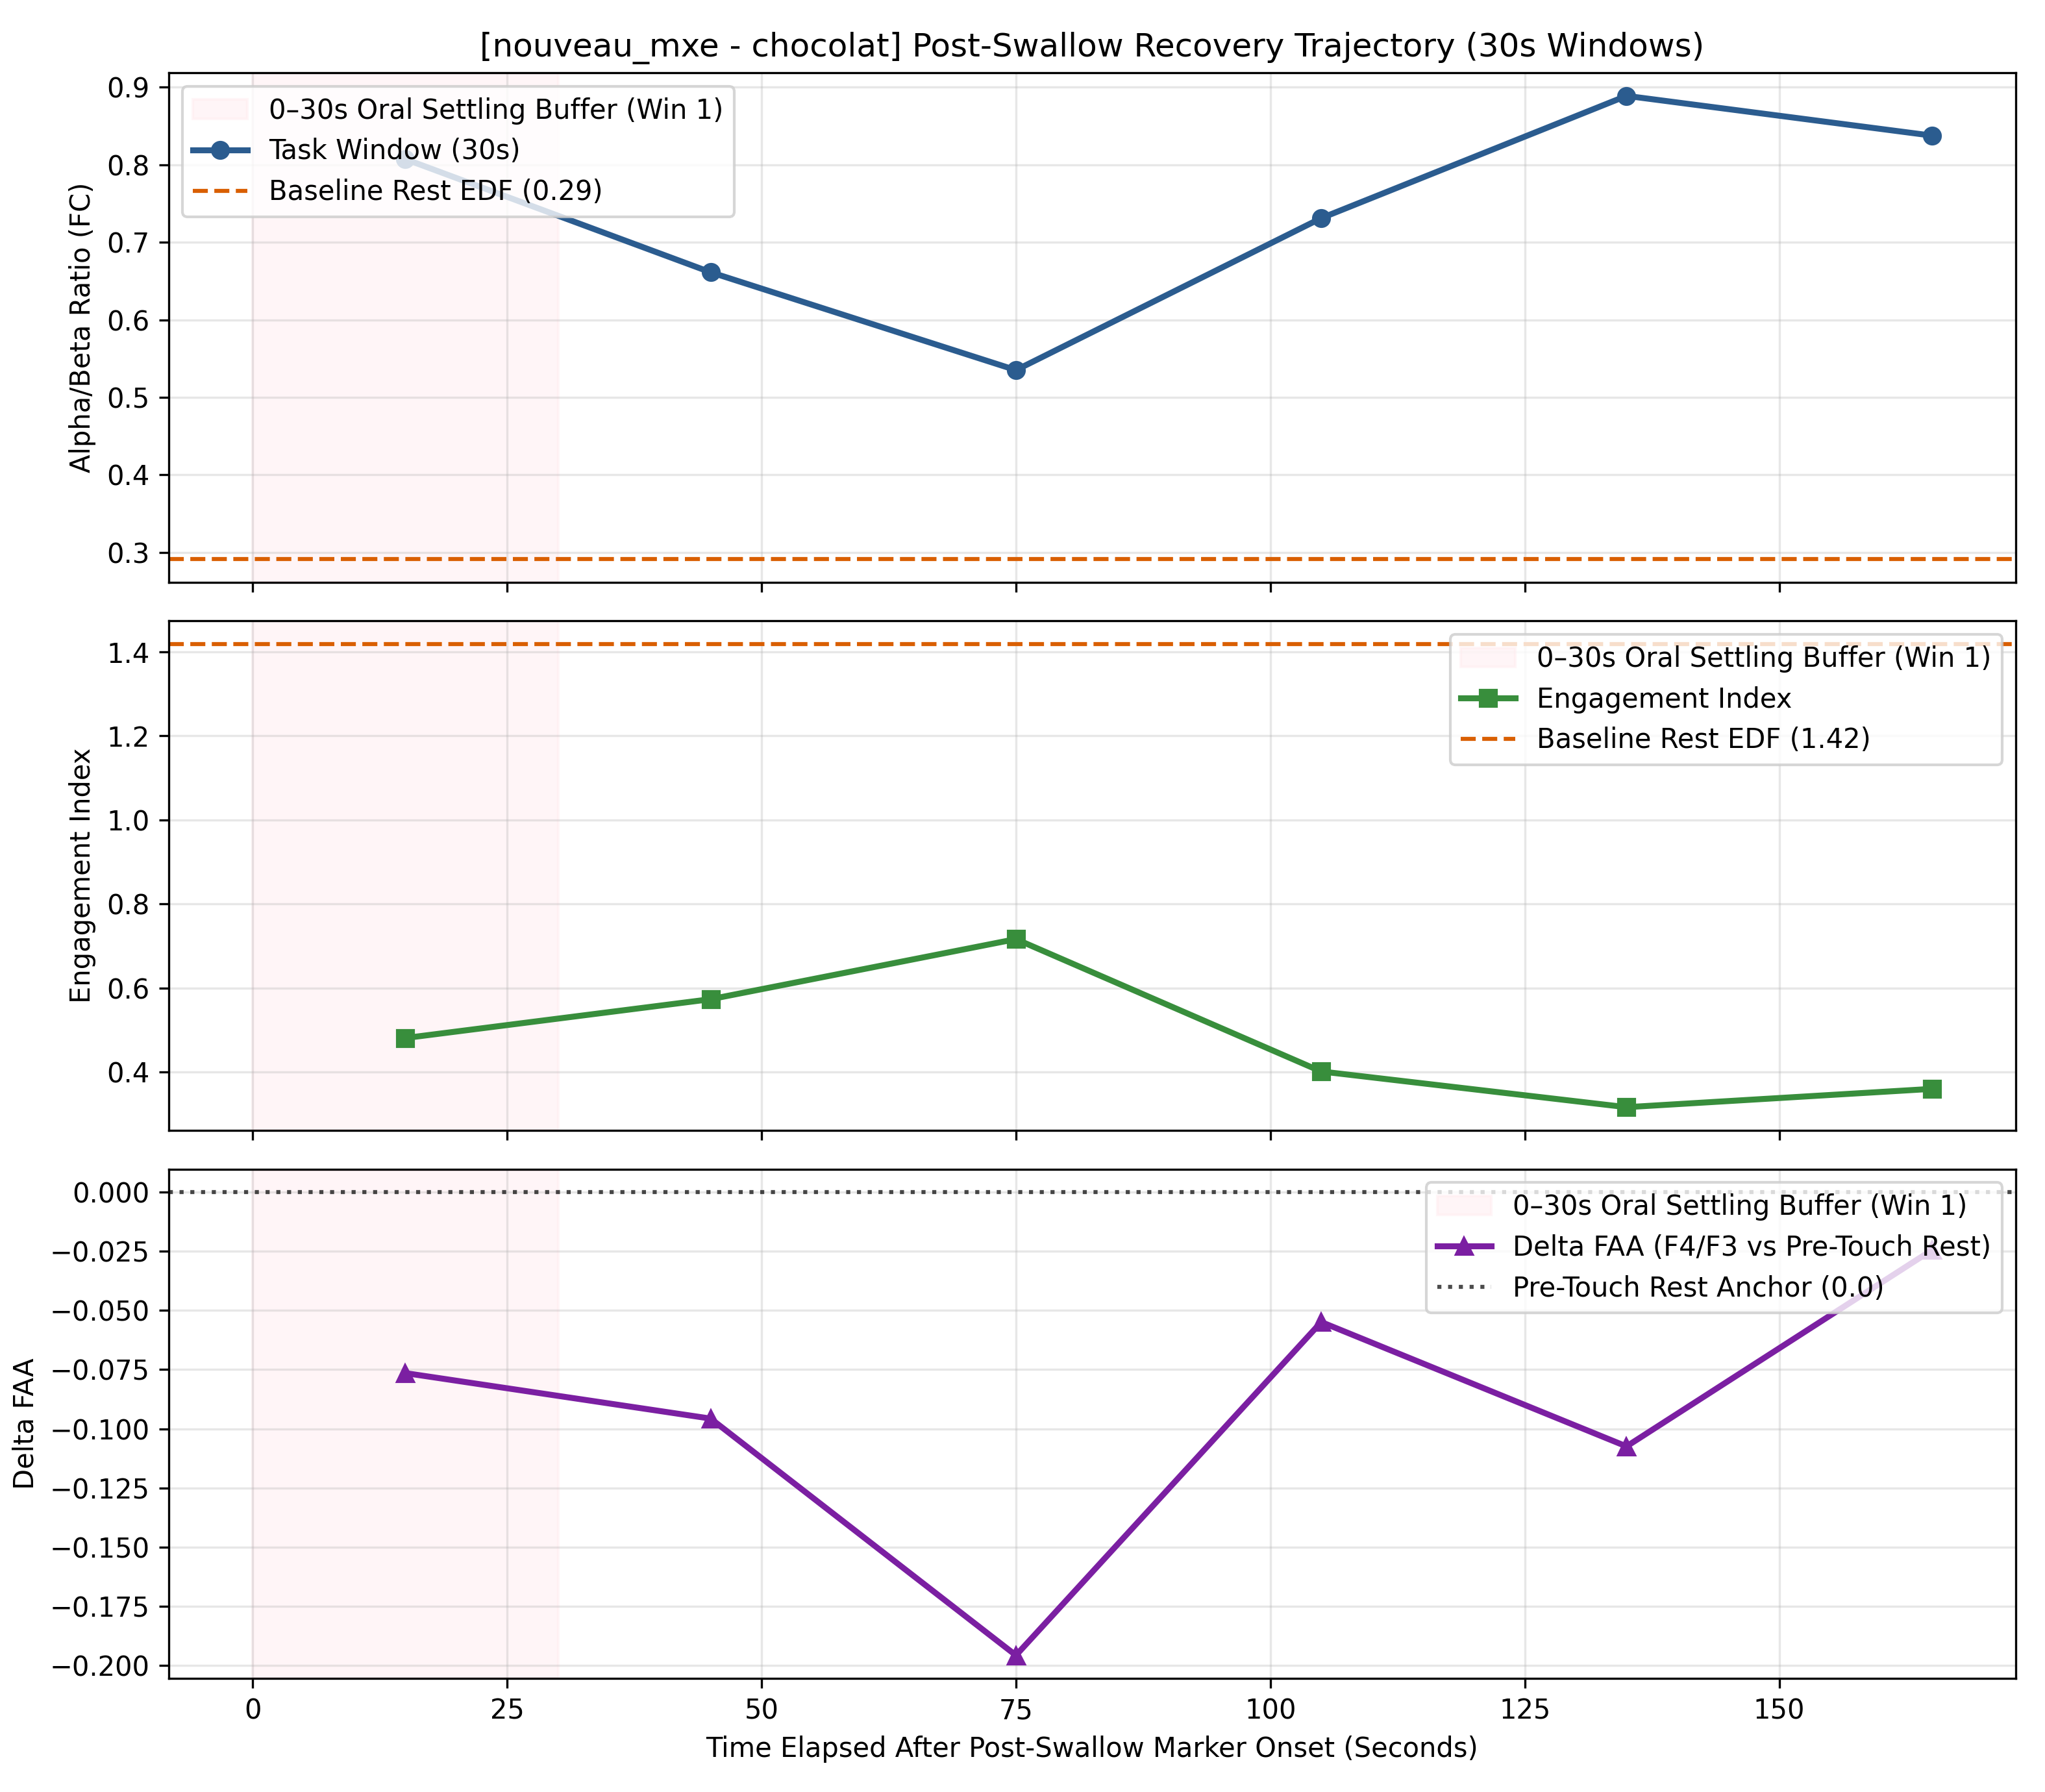 [nouveau_mxe - chocolat] Post-Swallow Recovery Trajectory (30s Windows)
Alpha/Beta Ratio (FC)
0.9
0.8
0.7
0.6
0.5
0.4
0.3
0–30s Oral Settling Buffer (Win 1)
Task Window (30s)
Baseline Rest EDF (0.29)
Engagement Index
1.4
1.2
1.0
0.8
0.6
0.4
0–30s Oral Settling Buffer (Win 1)
Engagement Index
Baseline Rest EDF (1.42)
Delta FAA
0.000
−0.025
−0.050
−0.075
−0.100
−0.125
−0.150
−0.175
−0.200
0–30s Oral Settling Buffer (Win 1)
Delta FAA (F4/F3 vs Pre-Touch Rest)
Pre-Touch Rest Anchor (0.0)
0 25 50 75 100 125 150
Time Elapsed After Post-Swallow Marker Onset (Seconds)